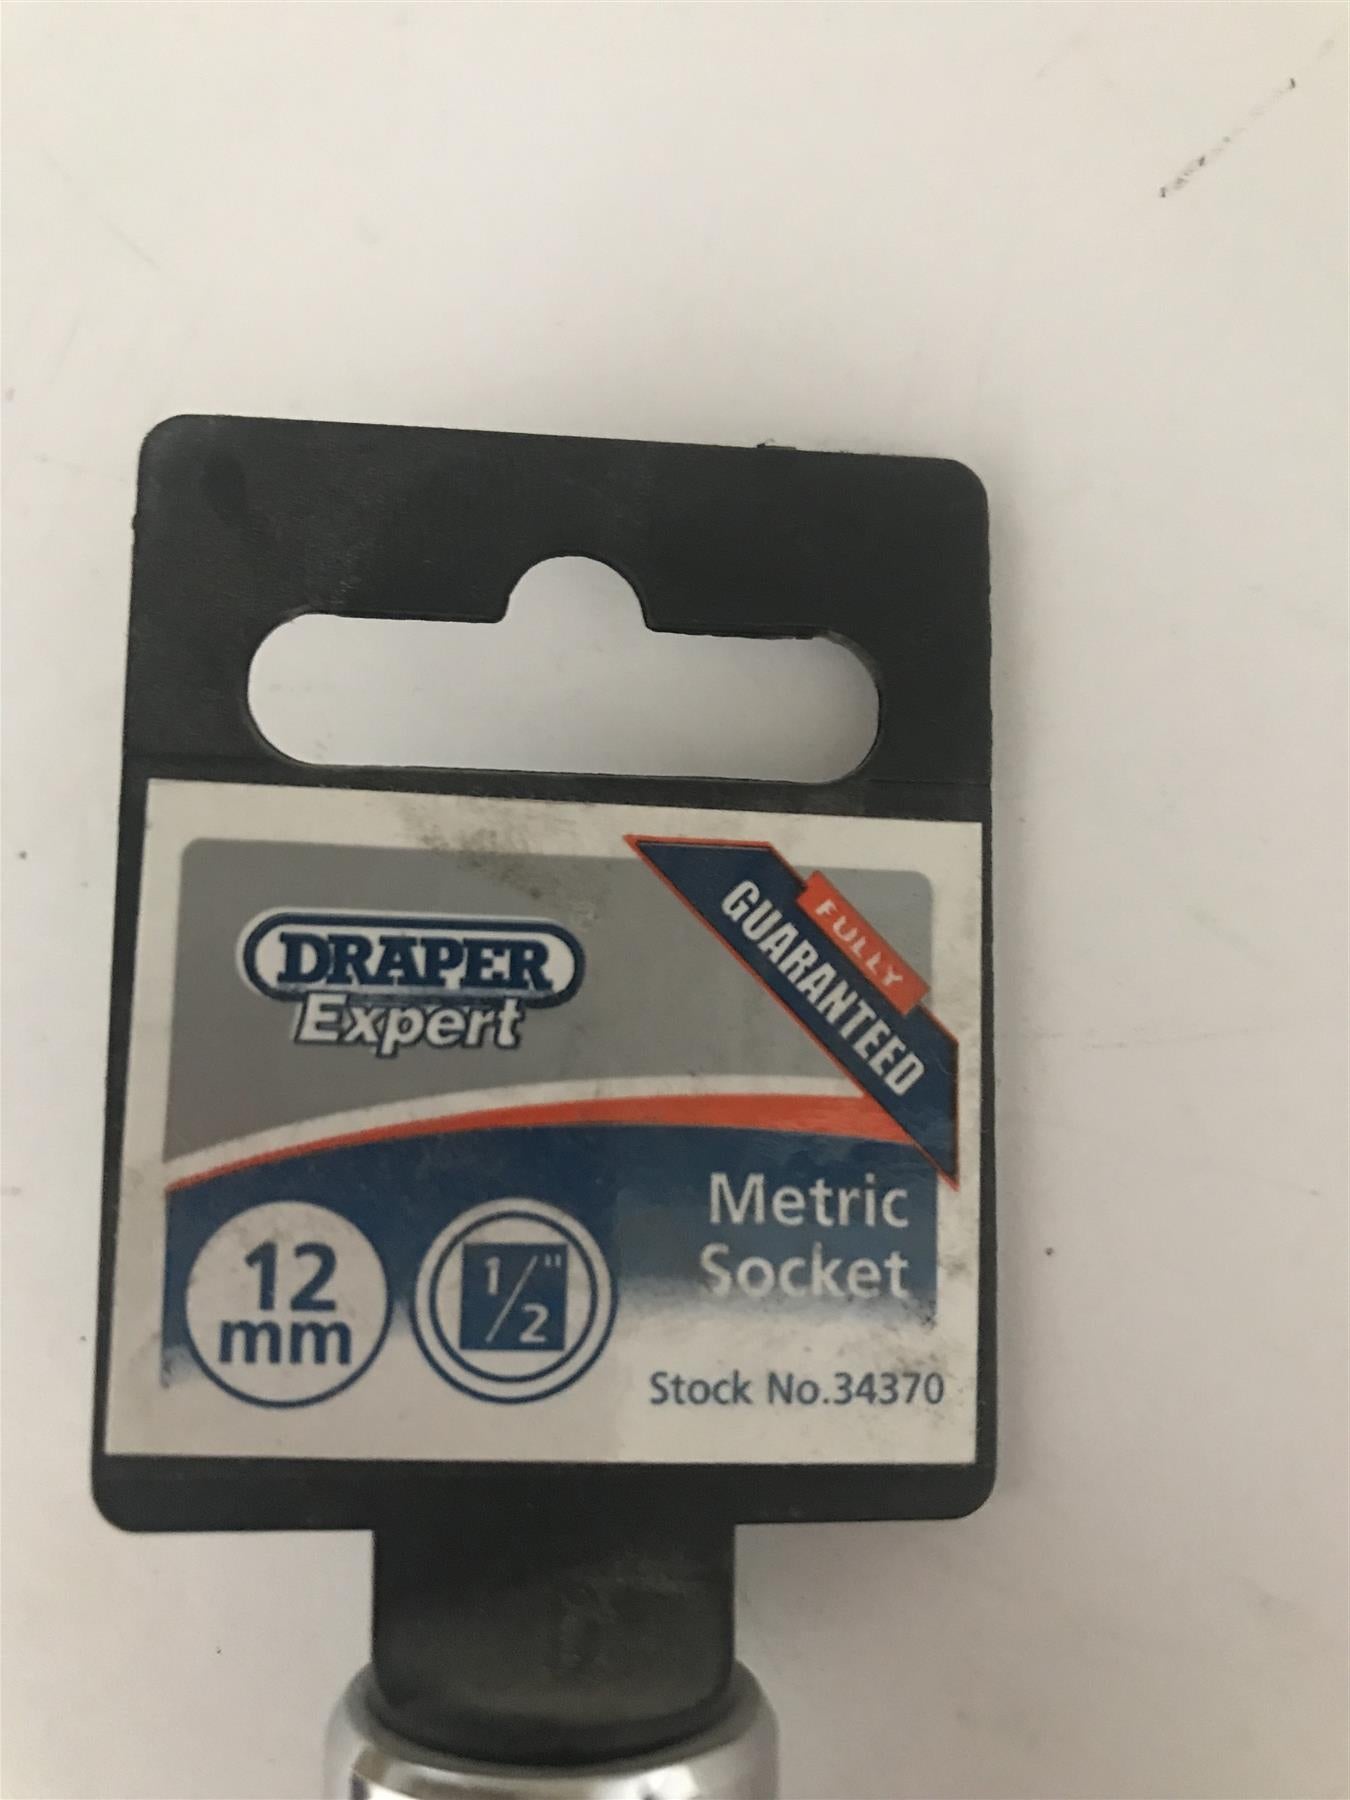 DRAPER
Expert
FULLY
GUARANTEED
Metric
Socket
12
mm
1/2"
Stock No.34370